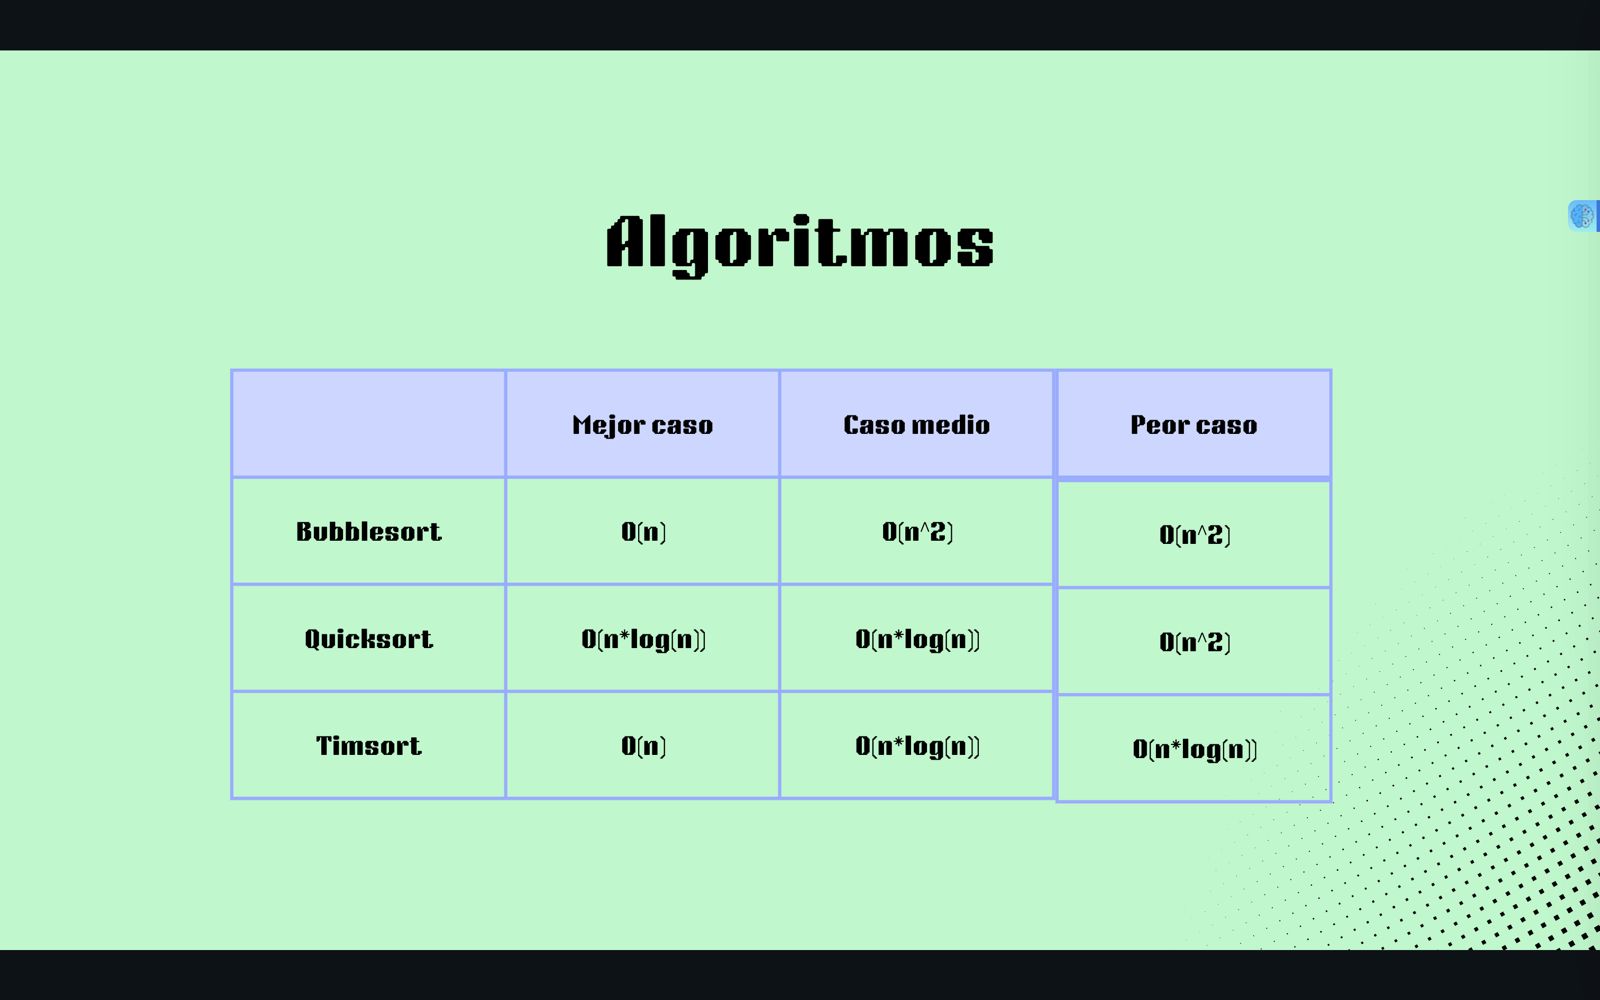 Algoritmos
Mejor caso Caso medio Peor caso
Bubblesort O(n) O(n^2) O(n^2)
Quicksort O(n*log(n)) O(n*log(n)) O(n^2)
Timsort O(n) O(n*log(n)) O(n*log(n))